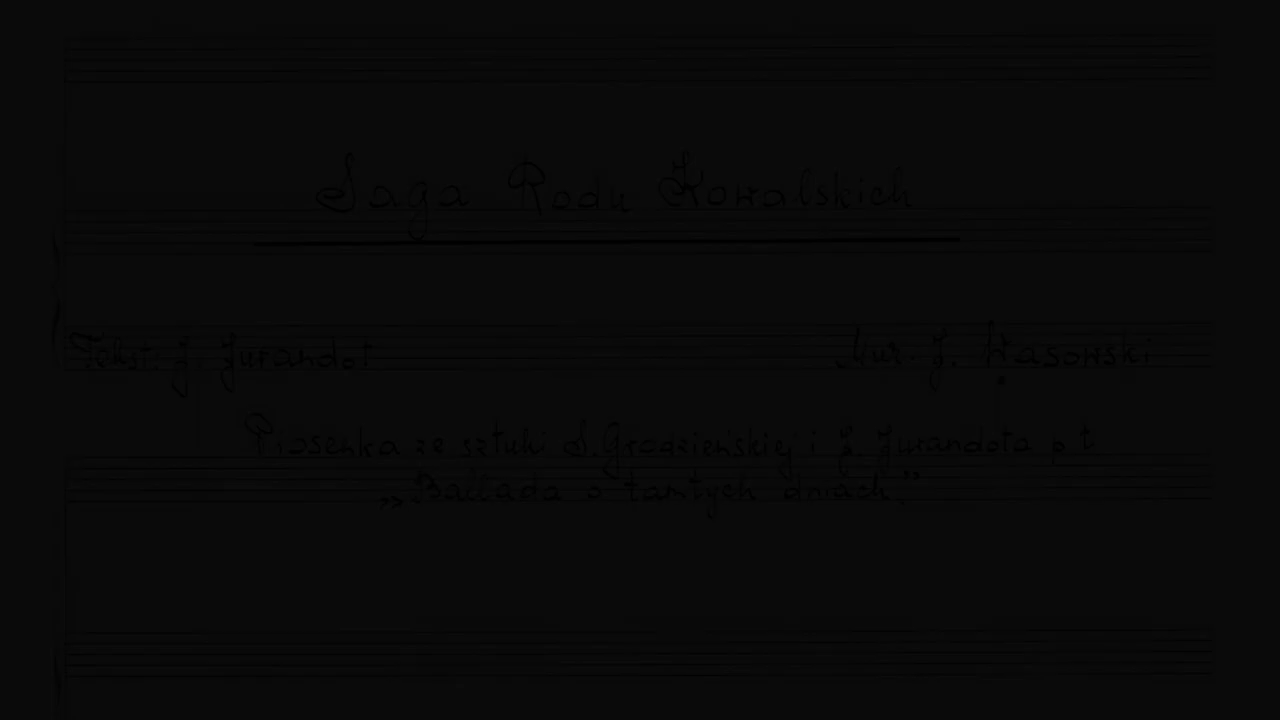 Saga Rodu Kowalskich
Tekst: J. Jurandot Muz. J. Wasowski
Piosenka ze sztuki S. Grodzieńskiej i J. Jurandota p t
„Ballada o tamtych dniach.”